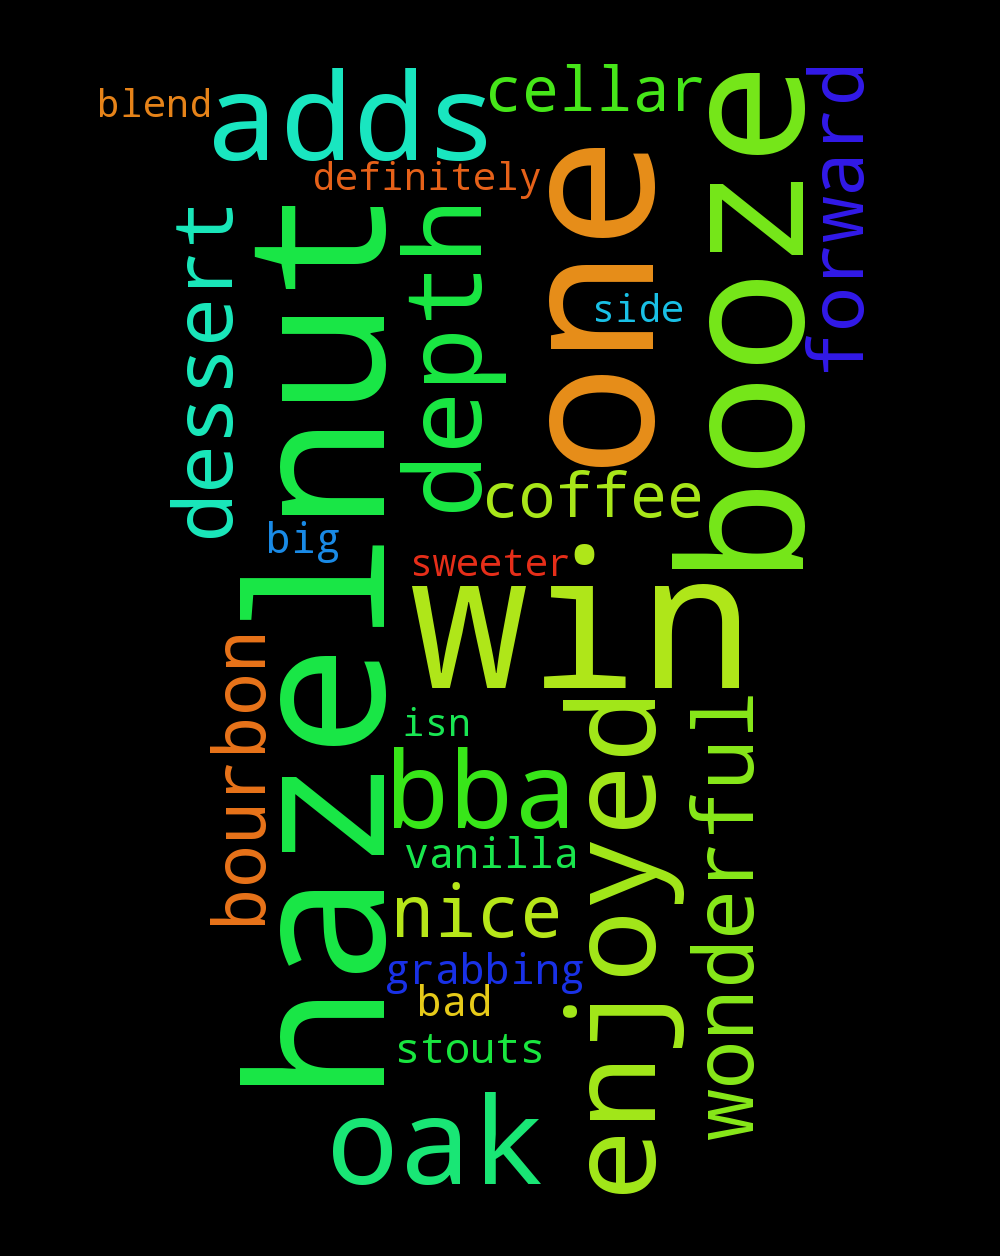 blend
adds
cellar
definitely
booze
forward
one
side
dessert
hazelnut
depth
coffee
big
sweeter
win
bourbon
isn
bba
enjoyed
wonderful
vanilla
nice
grabbing
bad
stouts
oak